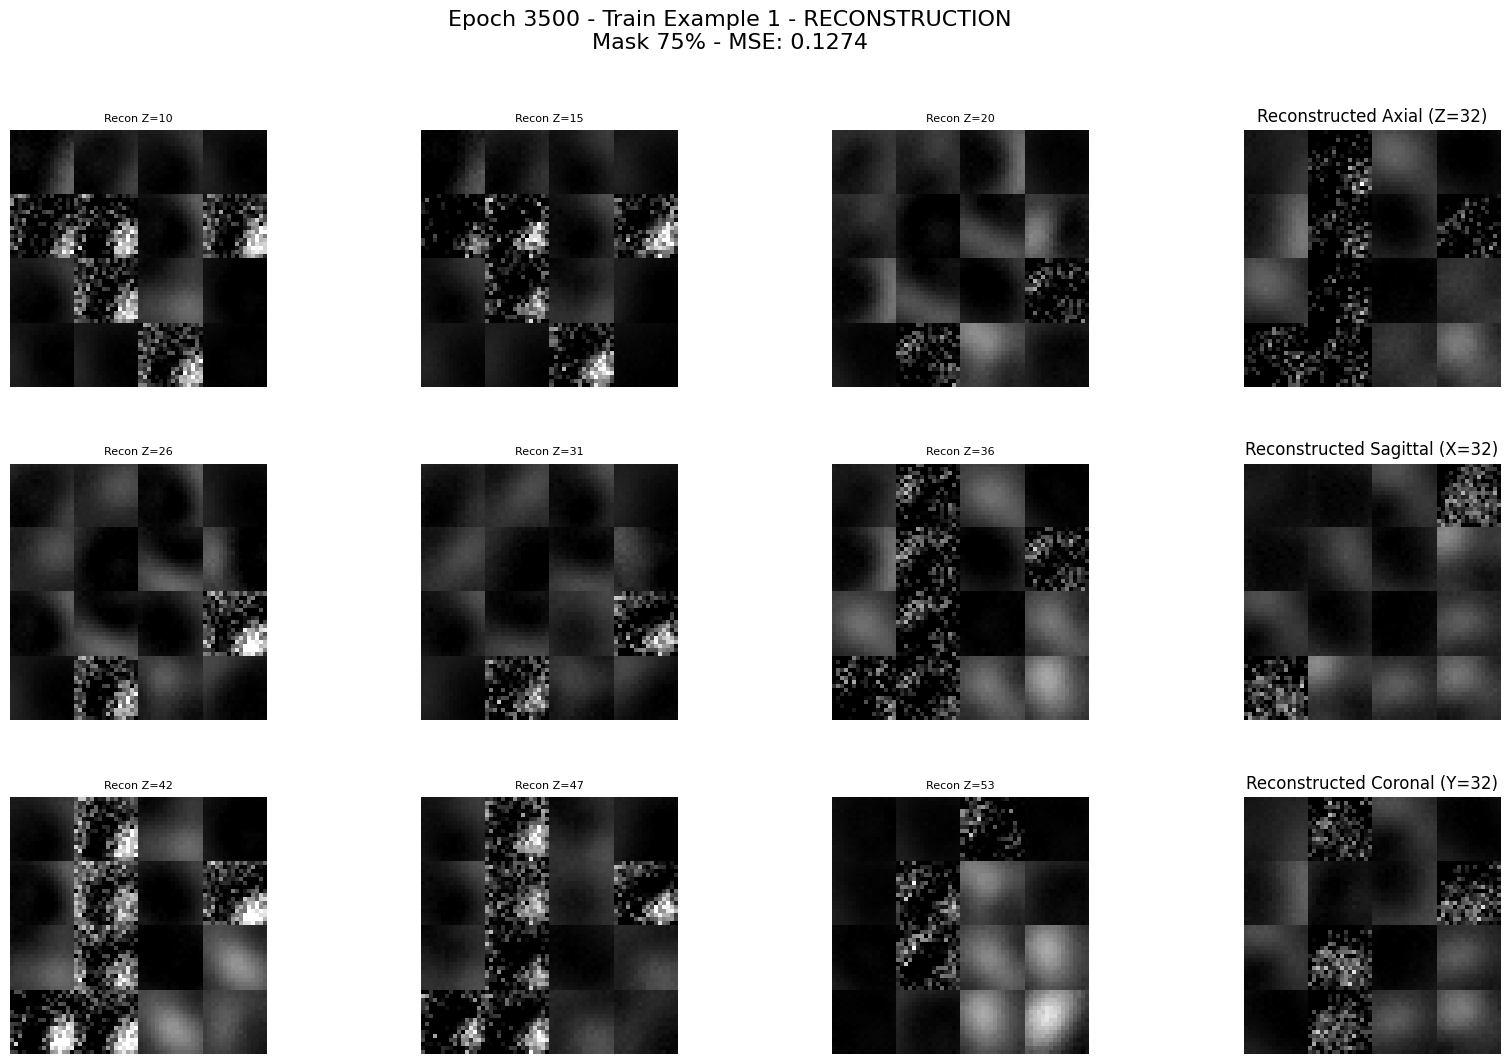 Epoch 3500 - Train Example 1 - RECONSTRUCTION
Mask 75% - MSE: 0.1274
Recon Z=10
Recon Z=15
Recon Z=20
Reconstructed Axial (Z=32)
Recon Z=26
Recon Z=31
Recon Z=36
Reconstructed Sagittal (X=32)
Recon Z=42
Recon Z=47
Recon Z=53
Reconstructed Coronal (Y=32)